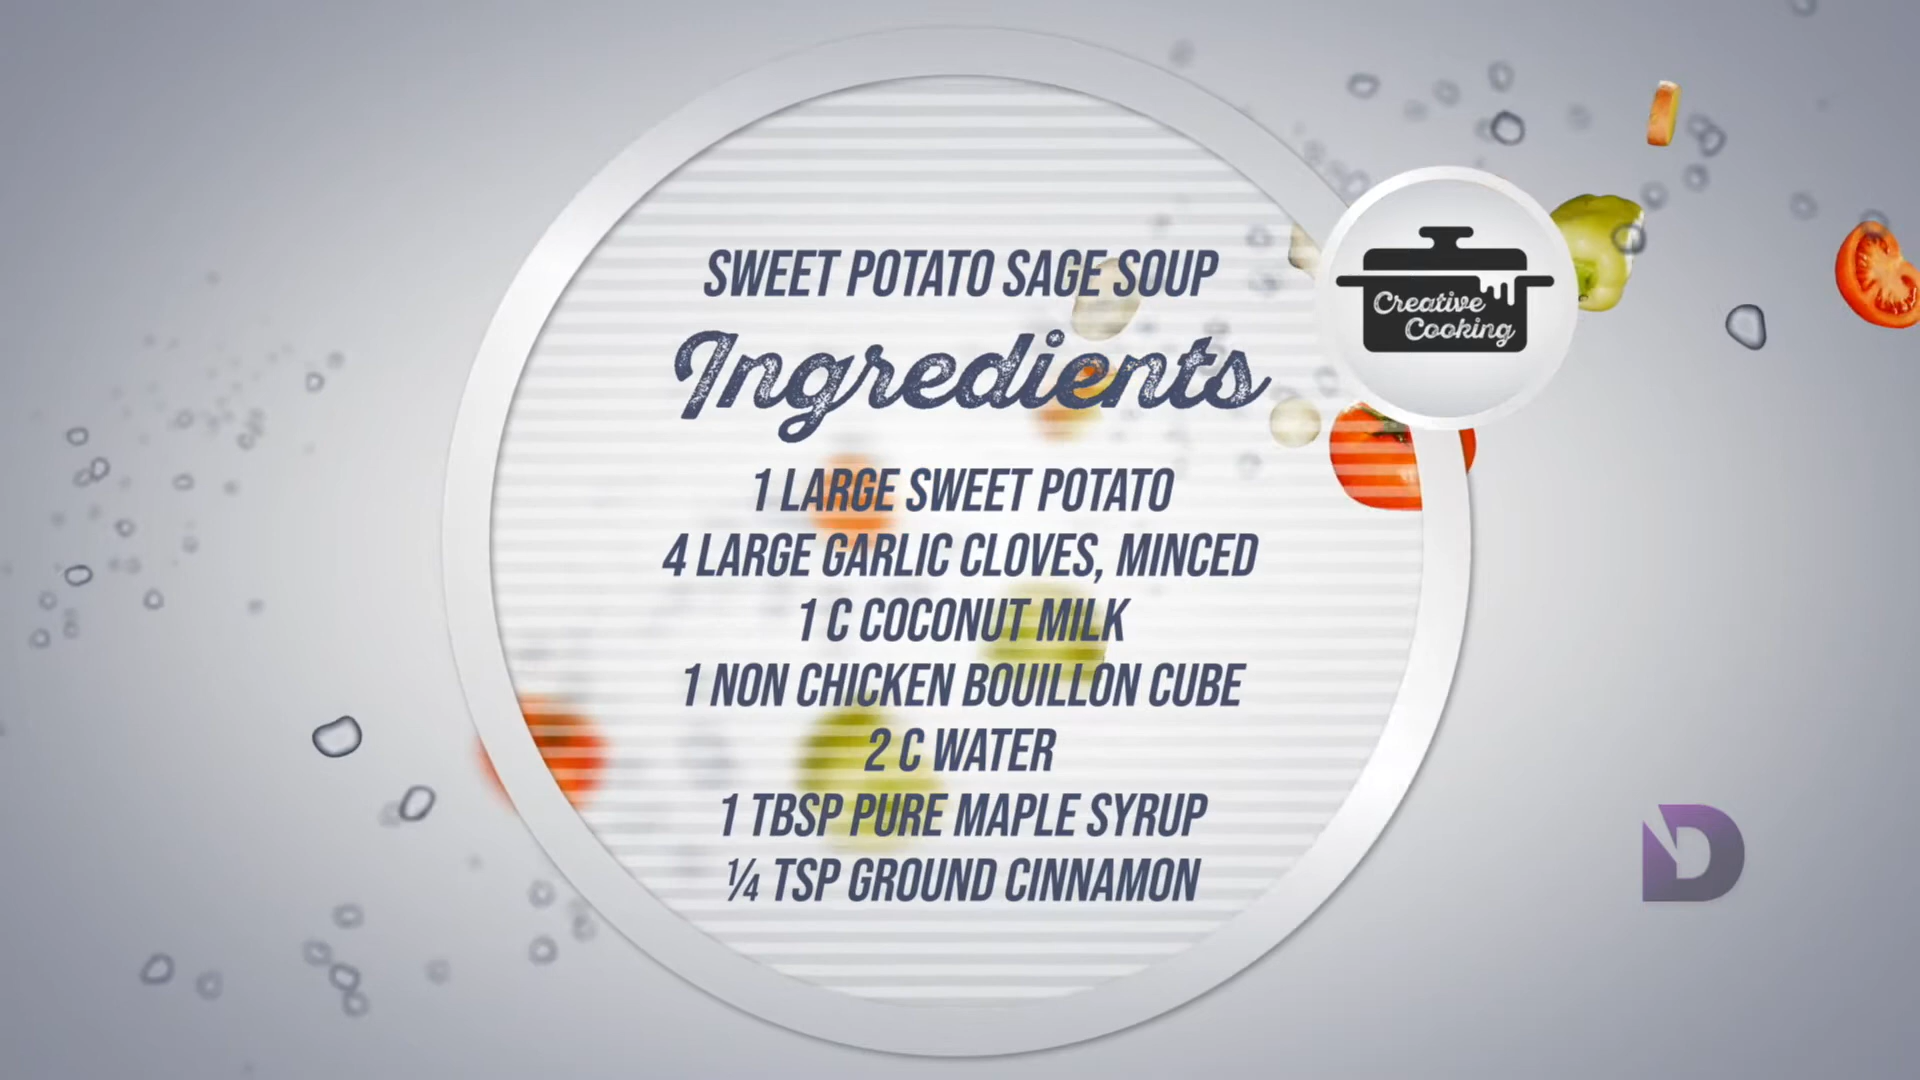 SWEET POTATO SAGE SOUP
Ingredients
Creative
Cooking
1 LARGE SWEET POTATO
4 LARGE GARLIC CLOVES, MINCED
1 C COCONUT MILK
1 NON CHICKEN BOUILLON CUBE
2 C WATER
1 TBSP PURE MAPLE SYRUP
¼ TSP GROUND CINNAMON
D